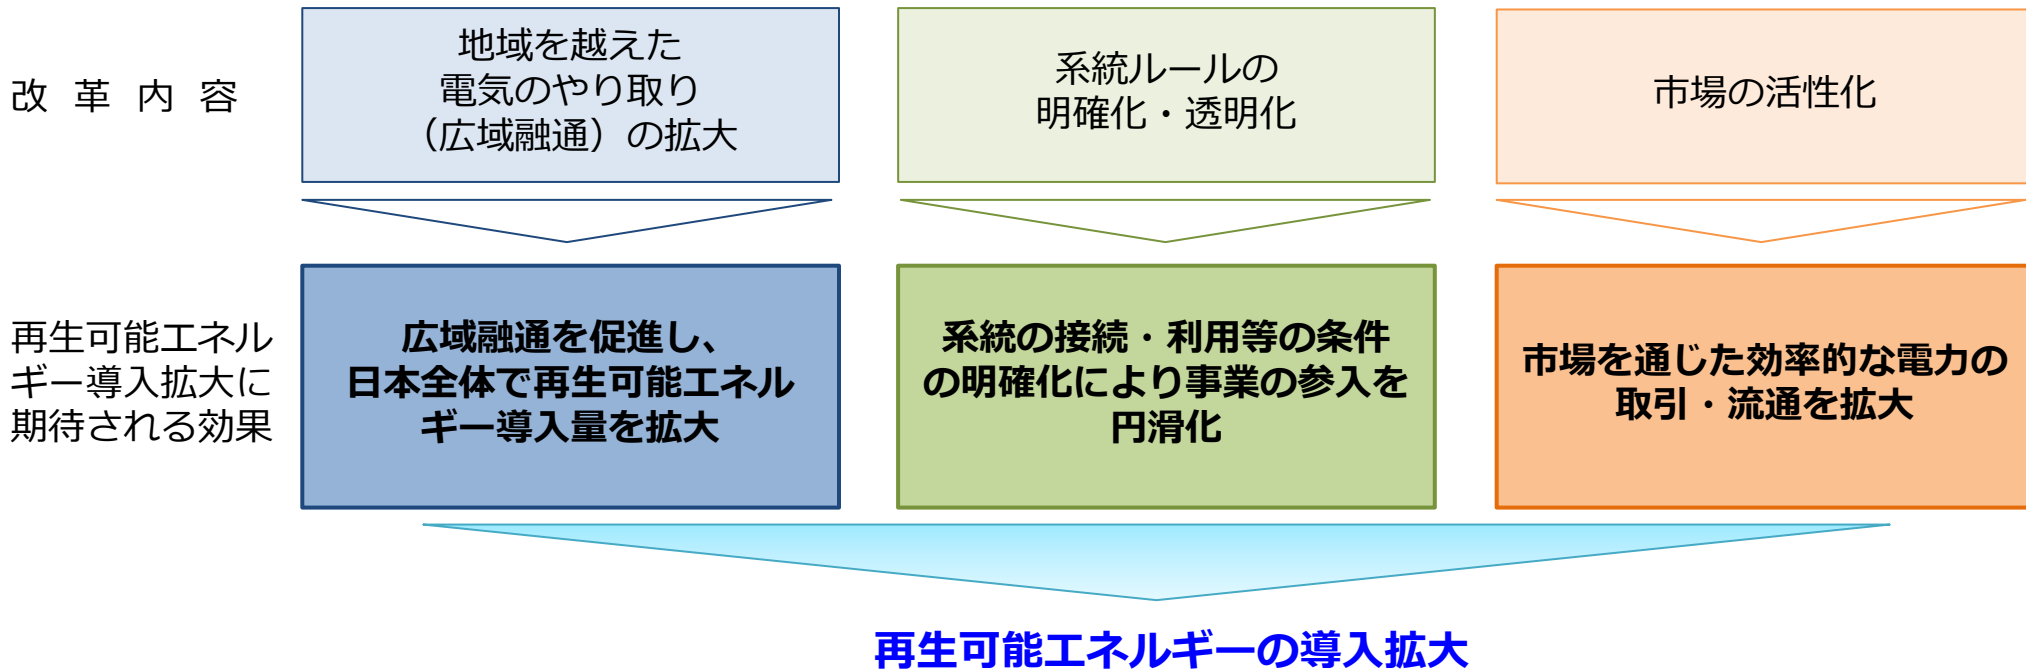 改 革 内 容
地域を越えた
電気のやり取り
（広域融通）の拡大
系統ルールの
明確化・透明化
市場の活性化
再生可能エネル
ギー導入拡大に
期待される効果
広域融通を促進し、
日本全体で再生可能エネル
ギー導入量を拡大
系統の接続・利用等の条件
の明確化により事業の参入を
円滑化
市場を通じた効率的な電力の
取引・流通を拡大
再生可能エネルギーの導入拡大